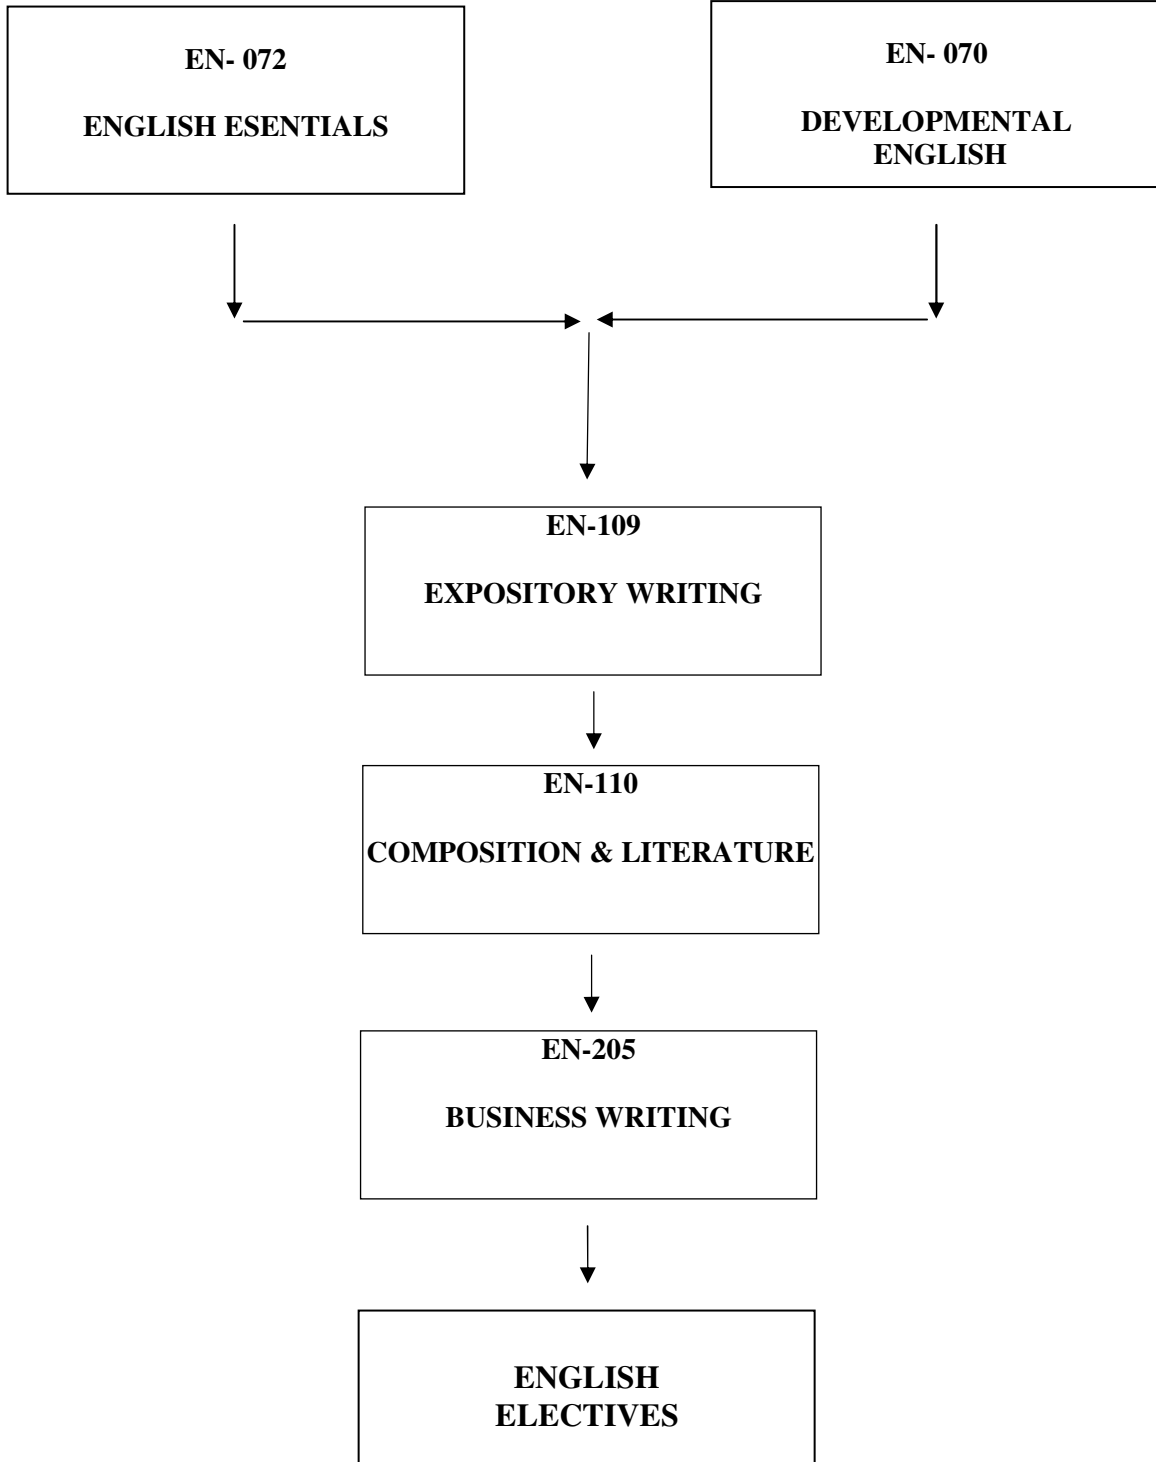 EN- 072
ENGLISH ESENTIALS
EN- 070
DEVELOPMENTAL
ENGLISH
EN-109
EXPOSITORY WRITING
EN-110
COMPOSITION & LITERATURE
EN-205
BUSINESS WRITING
ENGLISH
ELECTIVES